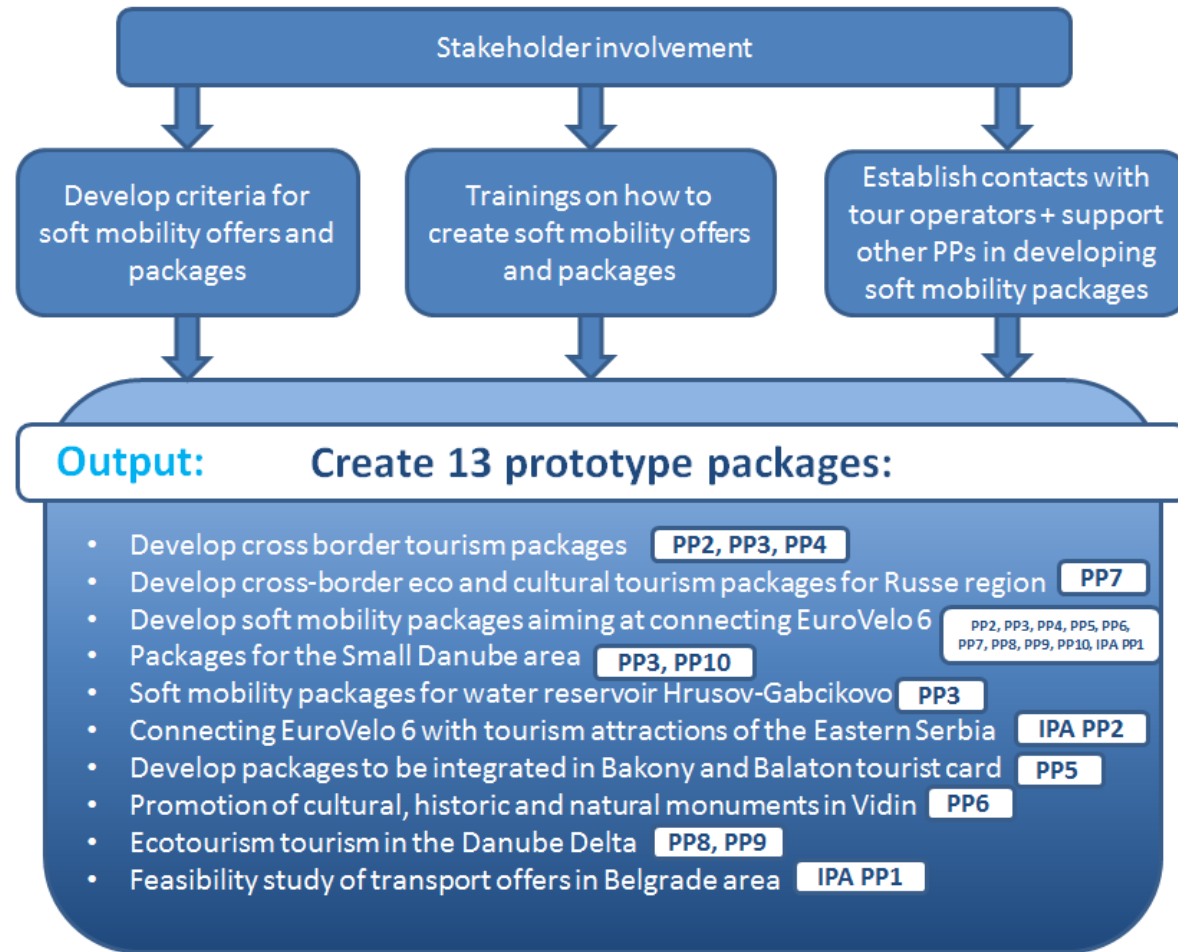 Stakeholder involvement
Develop criteria for
soft mobility offers and
packages
Trainings on how to
create soft mobility offers
and packages
Establish contacts with
tour operators + support
other PPs in developing
soft mobility packages
Output: Create 13 prototype packages:
• Develop cross border tourism packages PP2, PP3, PP4
• Develop cross-border eco and cultural tourism packages for Russe region PP7
• Develop soft mobility packages aiming at connecting EuroVelo 6 PP2, PP3, PP4, PP5, PP6,
PP7, PP8, PP9, PP10, IPA PP1
• Packages for the Small Danube area PP3, PP10
• Soft mobility packages for water reservoir Hrusov-Gabcikovo PP3
• Connecting EuroVelo 6 with tourism attractions of the Eastern Serbia IPA PP2
• Develop packages to be integrated in Bakony and Balaton tourist card PP5
• Promotion of cultural, historic and natural monuments in Vidin PP6
• Ecotourism tourism in the Danube Delta PP8, PP9
• Feasibility study of transport offers in Belgrade area IPA PP1